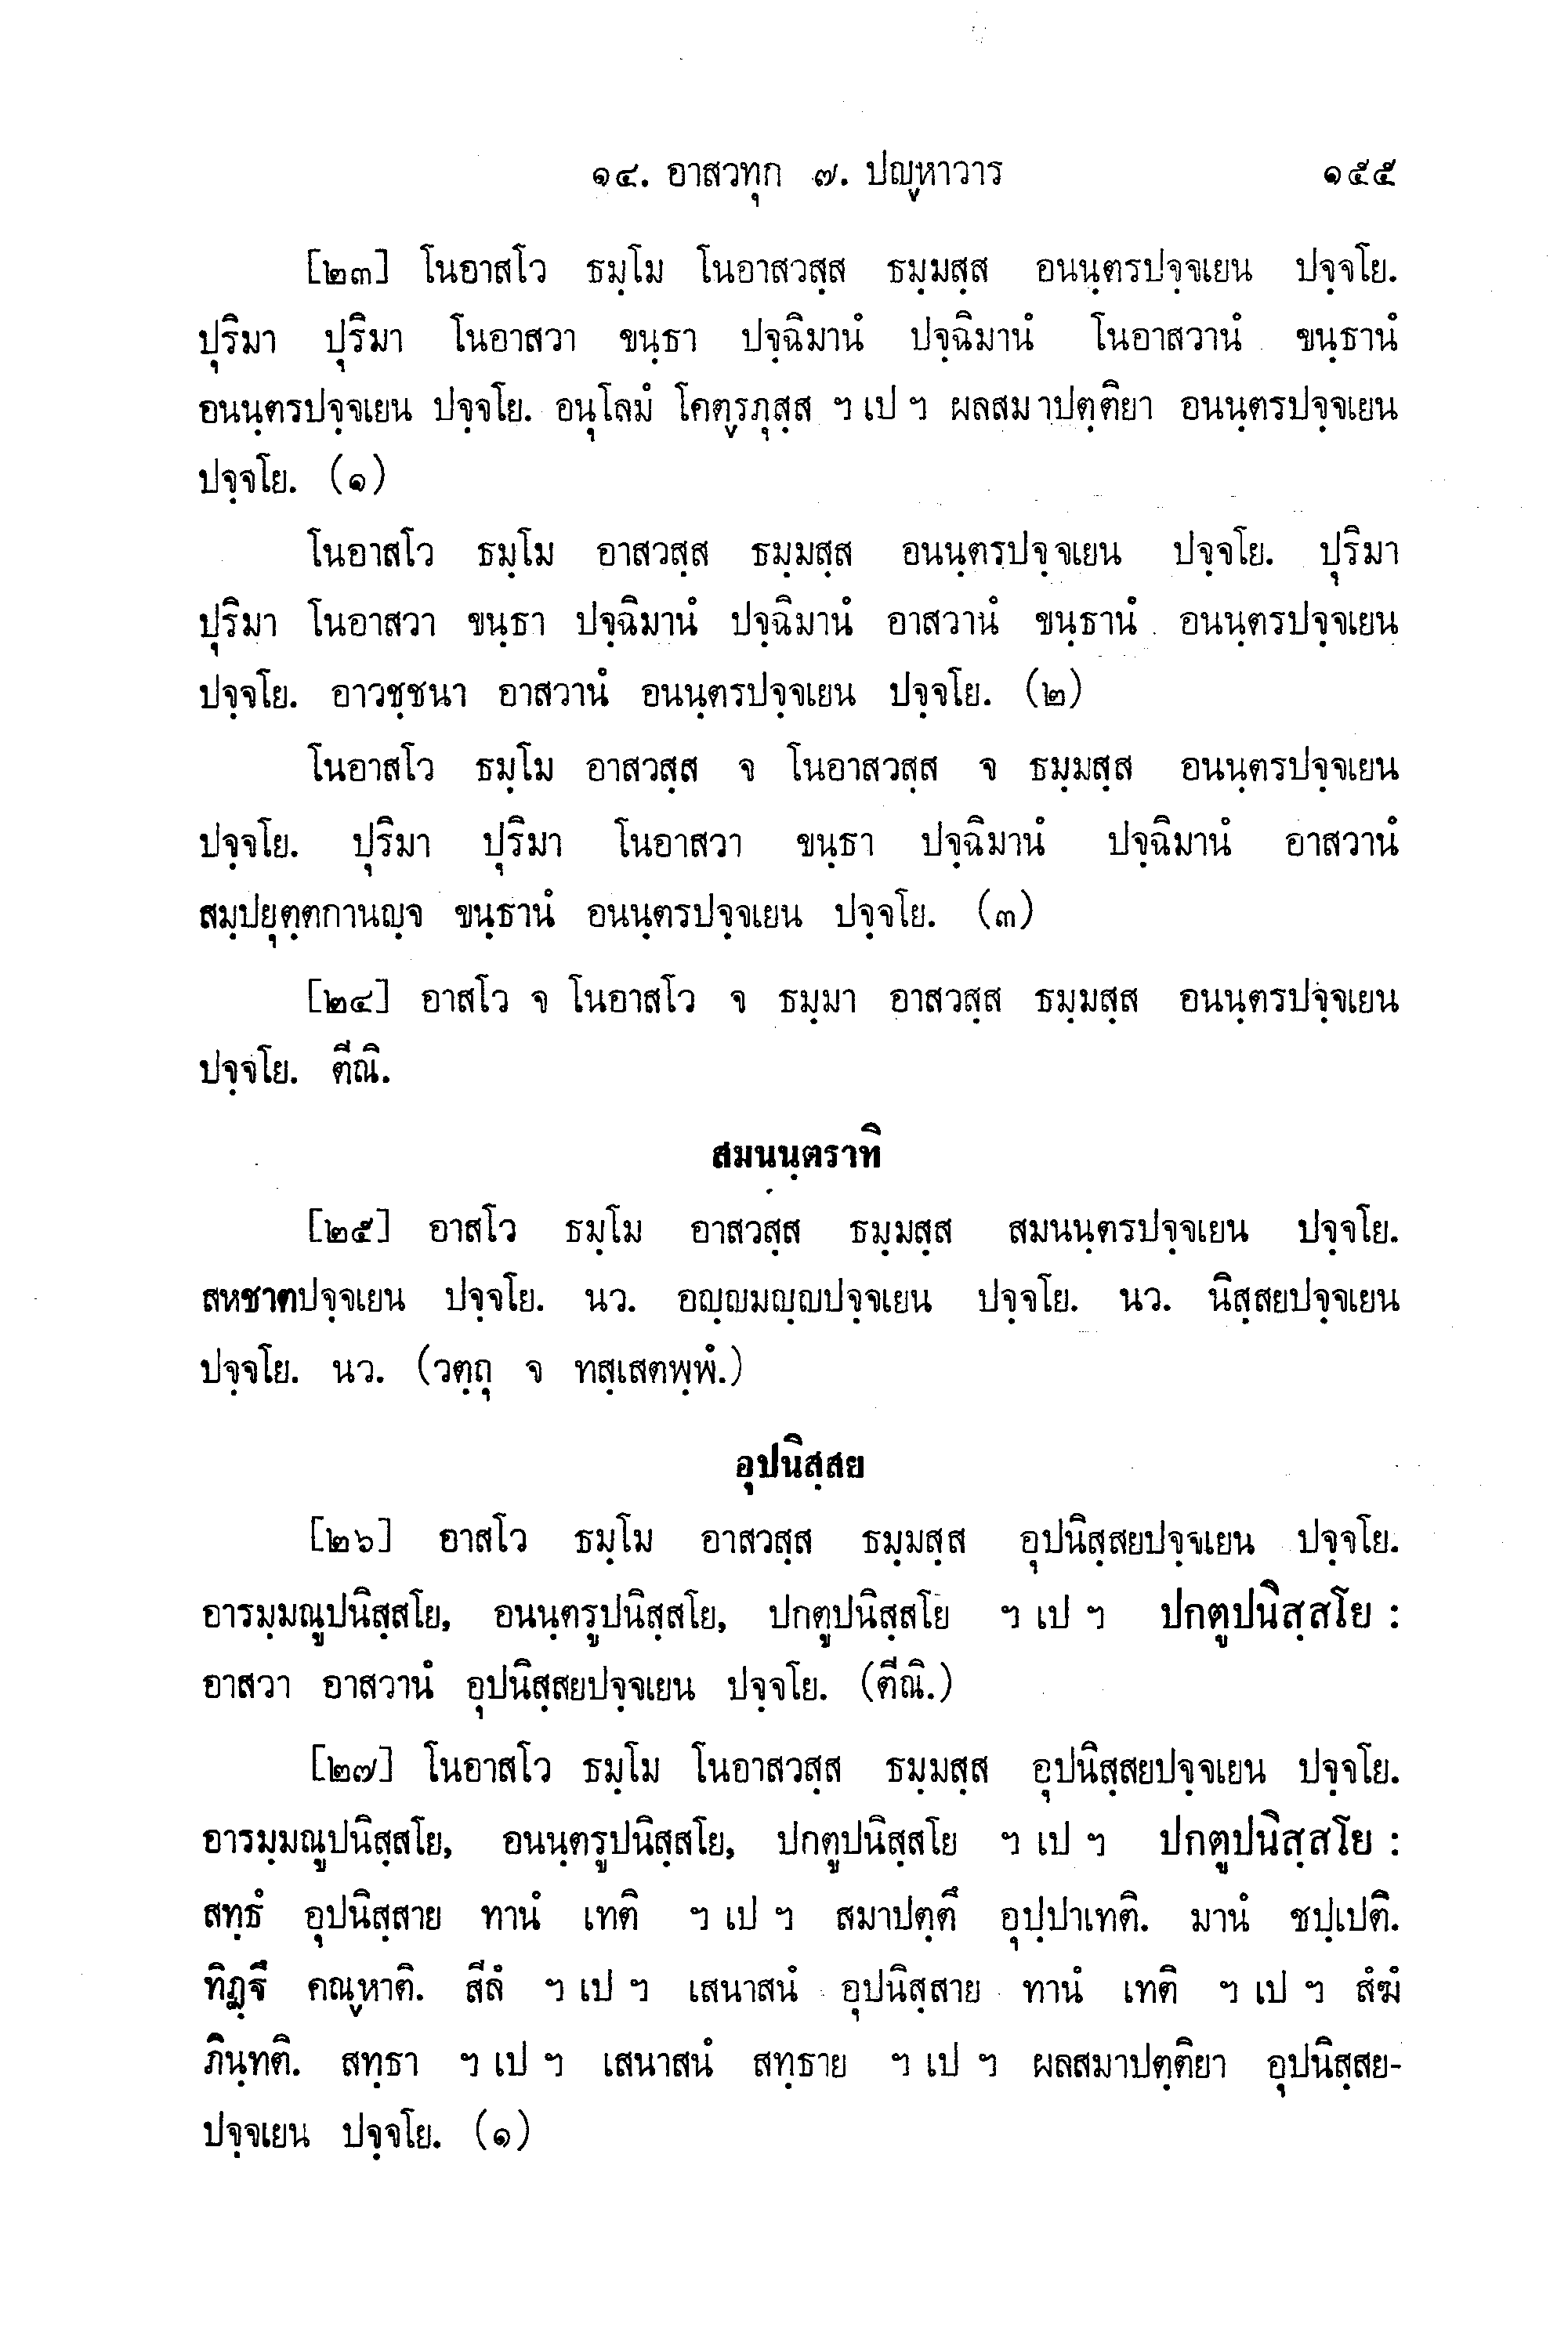 ๑๔. อาสวทุก ๗. ปญฺหาวาร ๑๕๕
[๒๓] โนอาสโว ธมฺโม โนอาสวสฺส ธมฺมสฺส อนนฺตรปจฺจเยน ปจฺจโย.
ปุริมา ปุริมา โนอาสวา ขนฺธา ปจฺฉิมานํ ปจฺฉิมานํ โนอาสวานํ ขนฺธานํ
อนนฺตรปจฺจเยน ปจฺจโย. อนุโลมํ โคตฺรภุสฺส ฯ เป ฯ ผลสมาปตฺติยา อนนฺตรปจฺจเยน
ปจฺจโย. (๑)
โนอาสโว ธมฺโม อาสวสฺส ธมฺมสฺส อนนฺตรปจฺจเยน ปจฺจโย. ปุริมา
ปุริมา โนอาสวา ขนฺธา ปจฺฉิมานํ ปจฺฉิมานํ อาสวานํ ขนฺธานํ อนนฺตรปจฺจเยน
ปจฺจโย. อาวชฺชนา อาสวานํ อนนฺตรปจฺจเยน ปจฺจโย. (๒)
โนอาสโว ธมฺโม อาสวสฺส จ โนอาสวสฺส จ ธมฺมสฺส อนนฺตรปจฺจเยน
ปจฺจโย. ปุริมา ปุริมา โนอาสวา ขนฺธา ปจฺฉิมานํ ปจฺฉิมานํ อาสวานํ
สมฺปยุตฺตกานญฺจ ขนฺธานํ อนนฺตรปจฺจเยน ปจฺจโย. (๓)
[๒๔] อาสโว จ โนอาสโว จ ธมฺมา อาสวสฺส ธมฺมสฺส อนนฺตรปจฺจเยน
ปจฺจโย. ตีณิ.
สมนนฺตราทิ
[๒๕] อาสโว ธมฺโม อาสวสฺส ธมฺมสฺส สมนนฺตรปจฺจเยน ปจฺจโย.
สหชาตปจฺจเยน ปจฺจโย. นว. อญฺญมญฺญปจฺจเยน ปจฺจโย. นว. นิสฺสยปจฺจเยน
ปจฺจโย. นว. (วตฺถุ จ ทสฺเสตพฺพํ.)
อุปนิสฺสย
[๒๖] อาสโว ธมฺโม อาสวสฺส ธมฺมสฺส อุปนิสฺสยปจฺจเยน ปจฺจโย.
อารมฺมณูปนิสฺสโย, อนนฺตรูปนิสฺสโย, ปกตูปนิสฺสโย ฯ เป ฯ ปกตูปนิสฺสโย :
อาสวา อาสวานํ อุปนิสฺสยปจฺจเยน ปจฺจโย. (ตีณิ.)
[๒๗] โนอาสโว ธมฺโม โนอาสวสฺส ธมฺมสฺส อุปนิสฺสยปจฺจเยน ปจฺจโย.
อารมฺมณูปนิสฺสโย, อนนฺตรูปนิสฺสโย, ปกตูปนิสฺสโย ฯ เป ฯ ปกตูปนิสฺสโย :
สทฺธํ อุปนิสฺสาย ทานํ เทติ ฯ เป ฯ สมาปตฺตึ อุปฺปาเทติ. มานํ ชปฺเปติ.
ทิฏฺฐึ คณฺหาติ. สีลํ ฯ เป ฯ เสนาสนํ อุปนิสฺสาย ทานํ เทติ ฯ เป ฯ สํฆํ
ภินฺทติ. สทฺธา ฯ เป ฯ เสนาสนํ สทฺธาย ฯ เป ฯ ผลสมาปตฺติยา อุปนิสฺสย-
ปจฺจเยน ปจฺจโย. (๑)